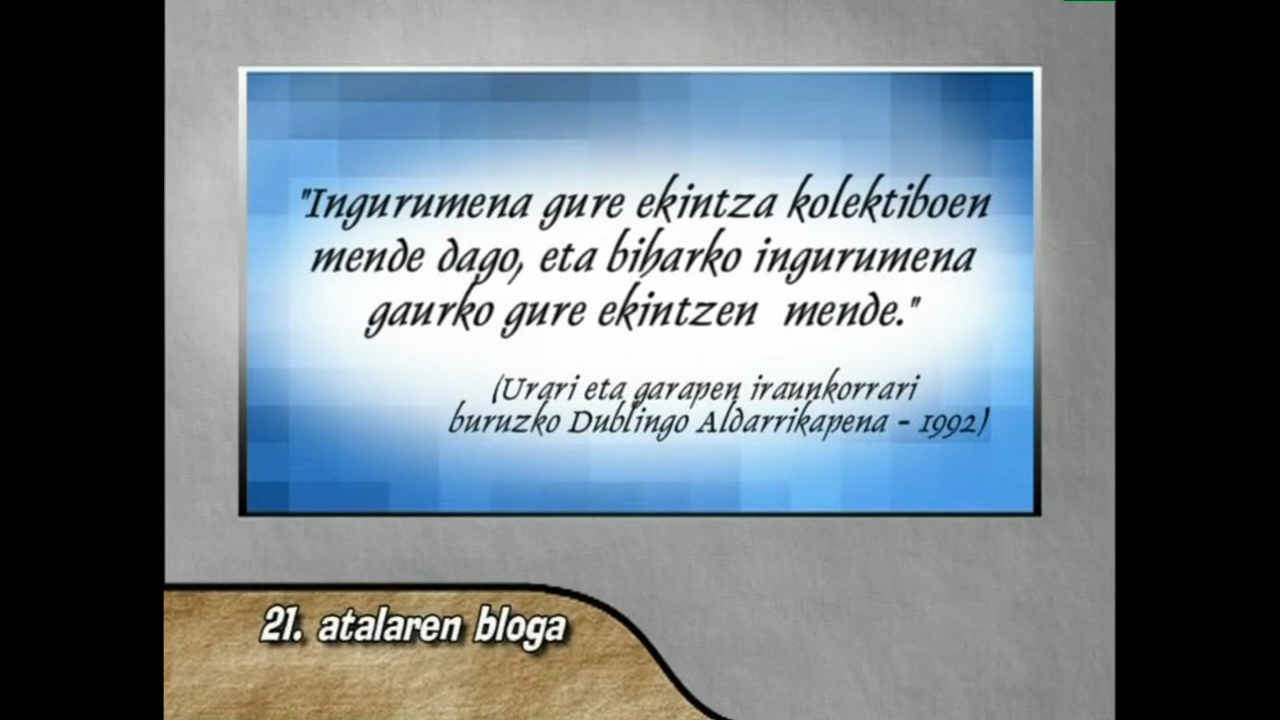 "Ingurumena gure ekintza kolektiboen
mende dago, eta biharko ingurumena
gaurko gure ekintzen mende."
(Urari eta garapen iraunkorrari
buruzko Dublingo Aldarrikapena - 1992)
21. atalaren bloga